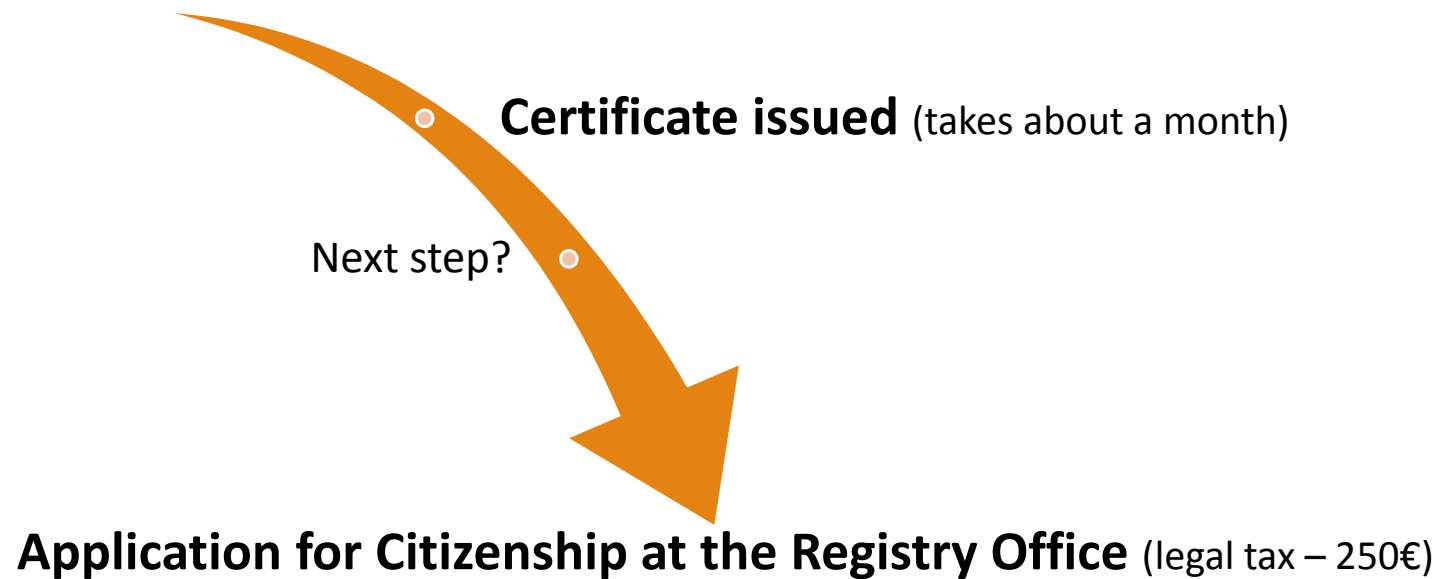 Certificate issued (takes about a month)
Next step?
Application for Citizenship at the Registry Office (legal tax – 250€)